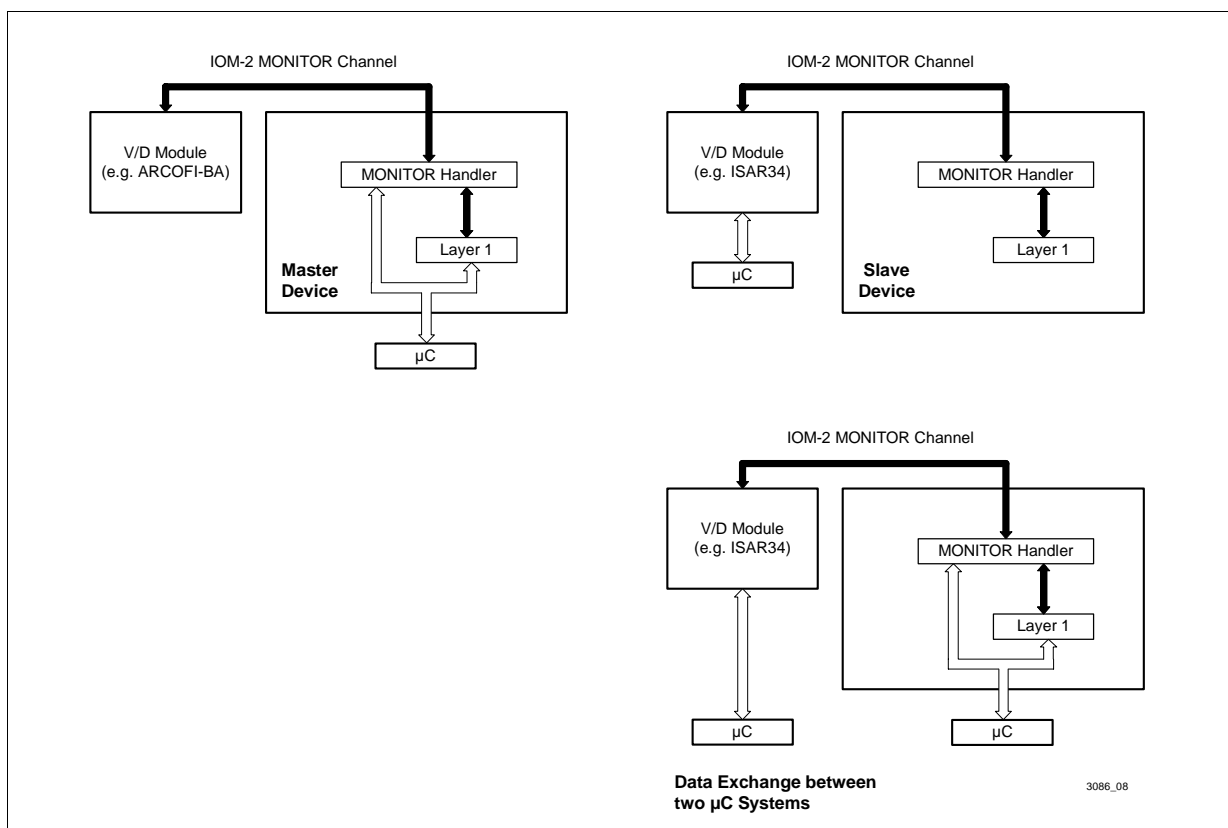 IOM-2 MONITOR Channel
V/D Module
(e.g. ARCOFI-BA)
MONITOR Handler
Layer 1
Master
Device
µC
IOM-2 MONITOR Channel
V/D Module
(e.g. ISAR34)
MONITOR Handler
Layer 1
µC
Slave
Device
IOM-2 MONITOR Channel
V/D Module
(e.g. ISAR34)
MONITOR Handler
Layer 1
µC
µC
Data Exchange between
two µC Systems
3086_08